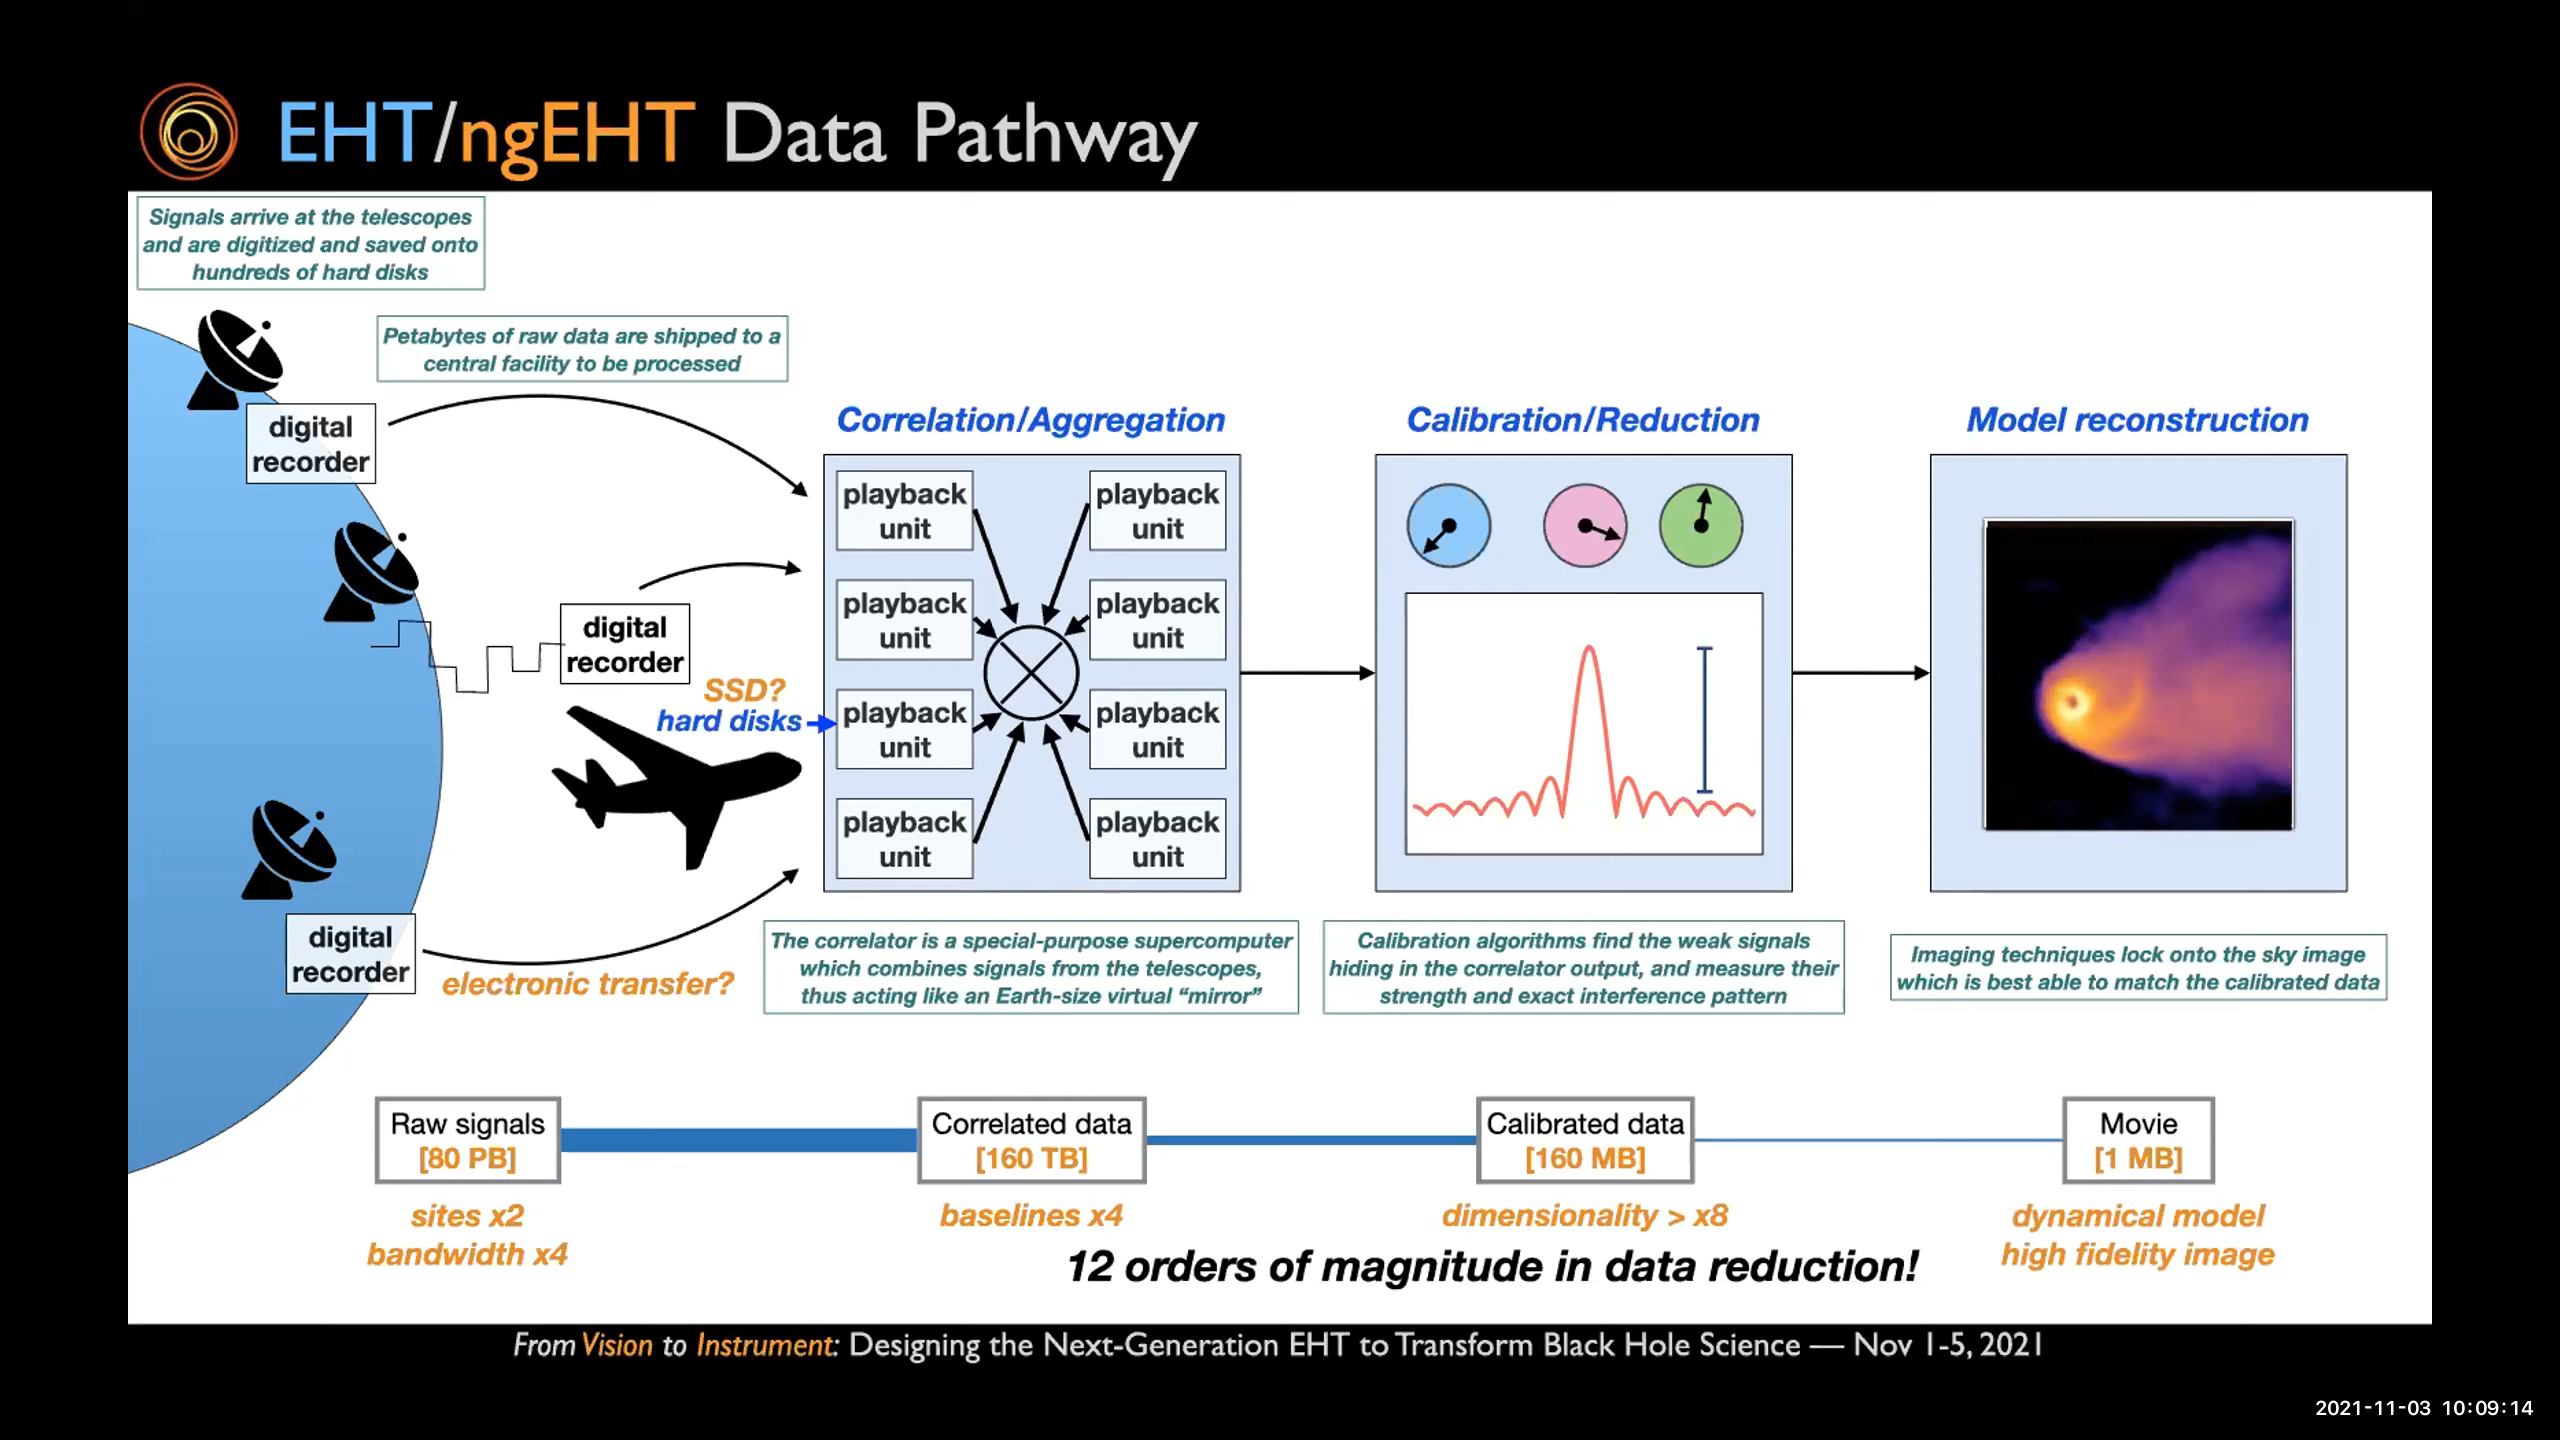 EHT/ngEHT Data Pathway
Signals arrive at the telescopes
and are digitized and saved onto
hundreds of hard disks
Petabytes of raw data are shipped to a
central facility to be processed
digital
recorder
digital
recorder
digital
recorder
SSD?
hard disks
electronic transfer?
Correlation/Aggregation
playback
unit
playback
unit
playback
unit
playback
unit
playback
unit
playback
unit
playback
unit
playback
unit
The correlator is a special-purpose supercomputer
which combines signals from the telescopes,
thus acting like an Earth-size virtual “mirror”
Calibration/Reduction
Calibration algorithms find the weak signals
hiding in the correlator output, and measure their
strength and exact interference pattern
Model reconstruction
Imaging techniques lock onto the sky image
which is best able to match the calibrated data
Raw signals
[80 PB]
sites x2
bandwidth x4
Correlated data
[160 TB]
baselines x4
Calibrated data
[160 MB]
dimensionality > x8
Movie
[1 MB]
dynamical model
high fidelity image
12 orders of magnitude in data reduction!
From Vision to Instrument: Designing the Next-Generation EHT to Transform Black Hole Science — Nov 1-5, 2021
2021-11-03 10:09:14